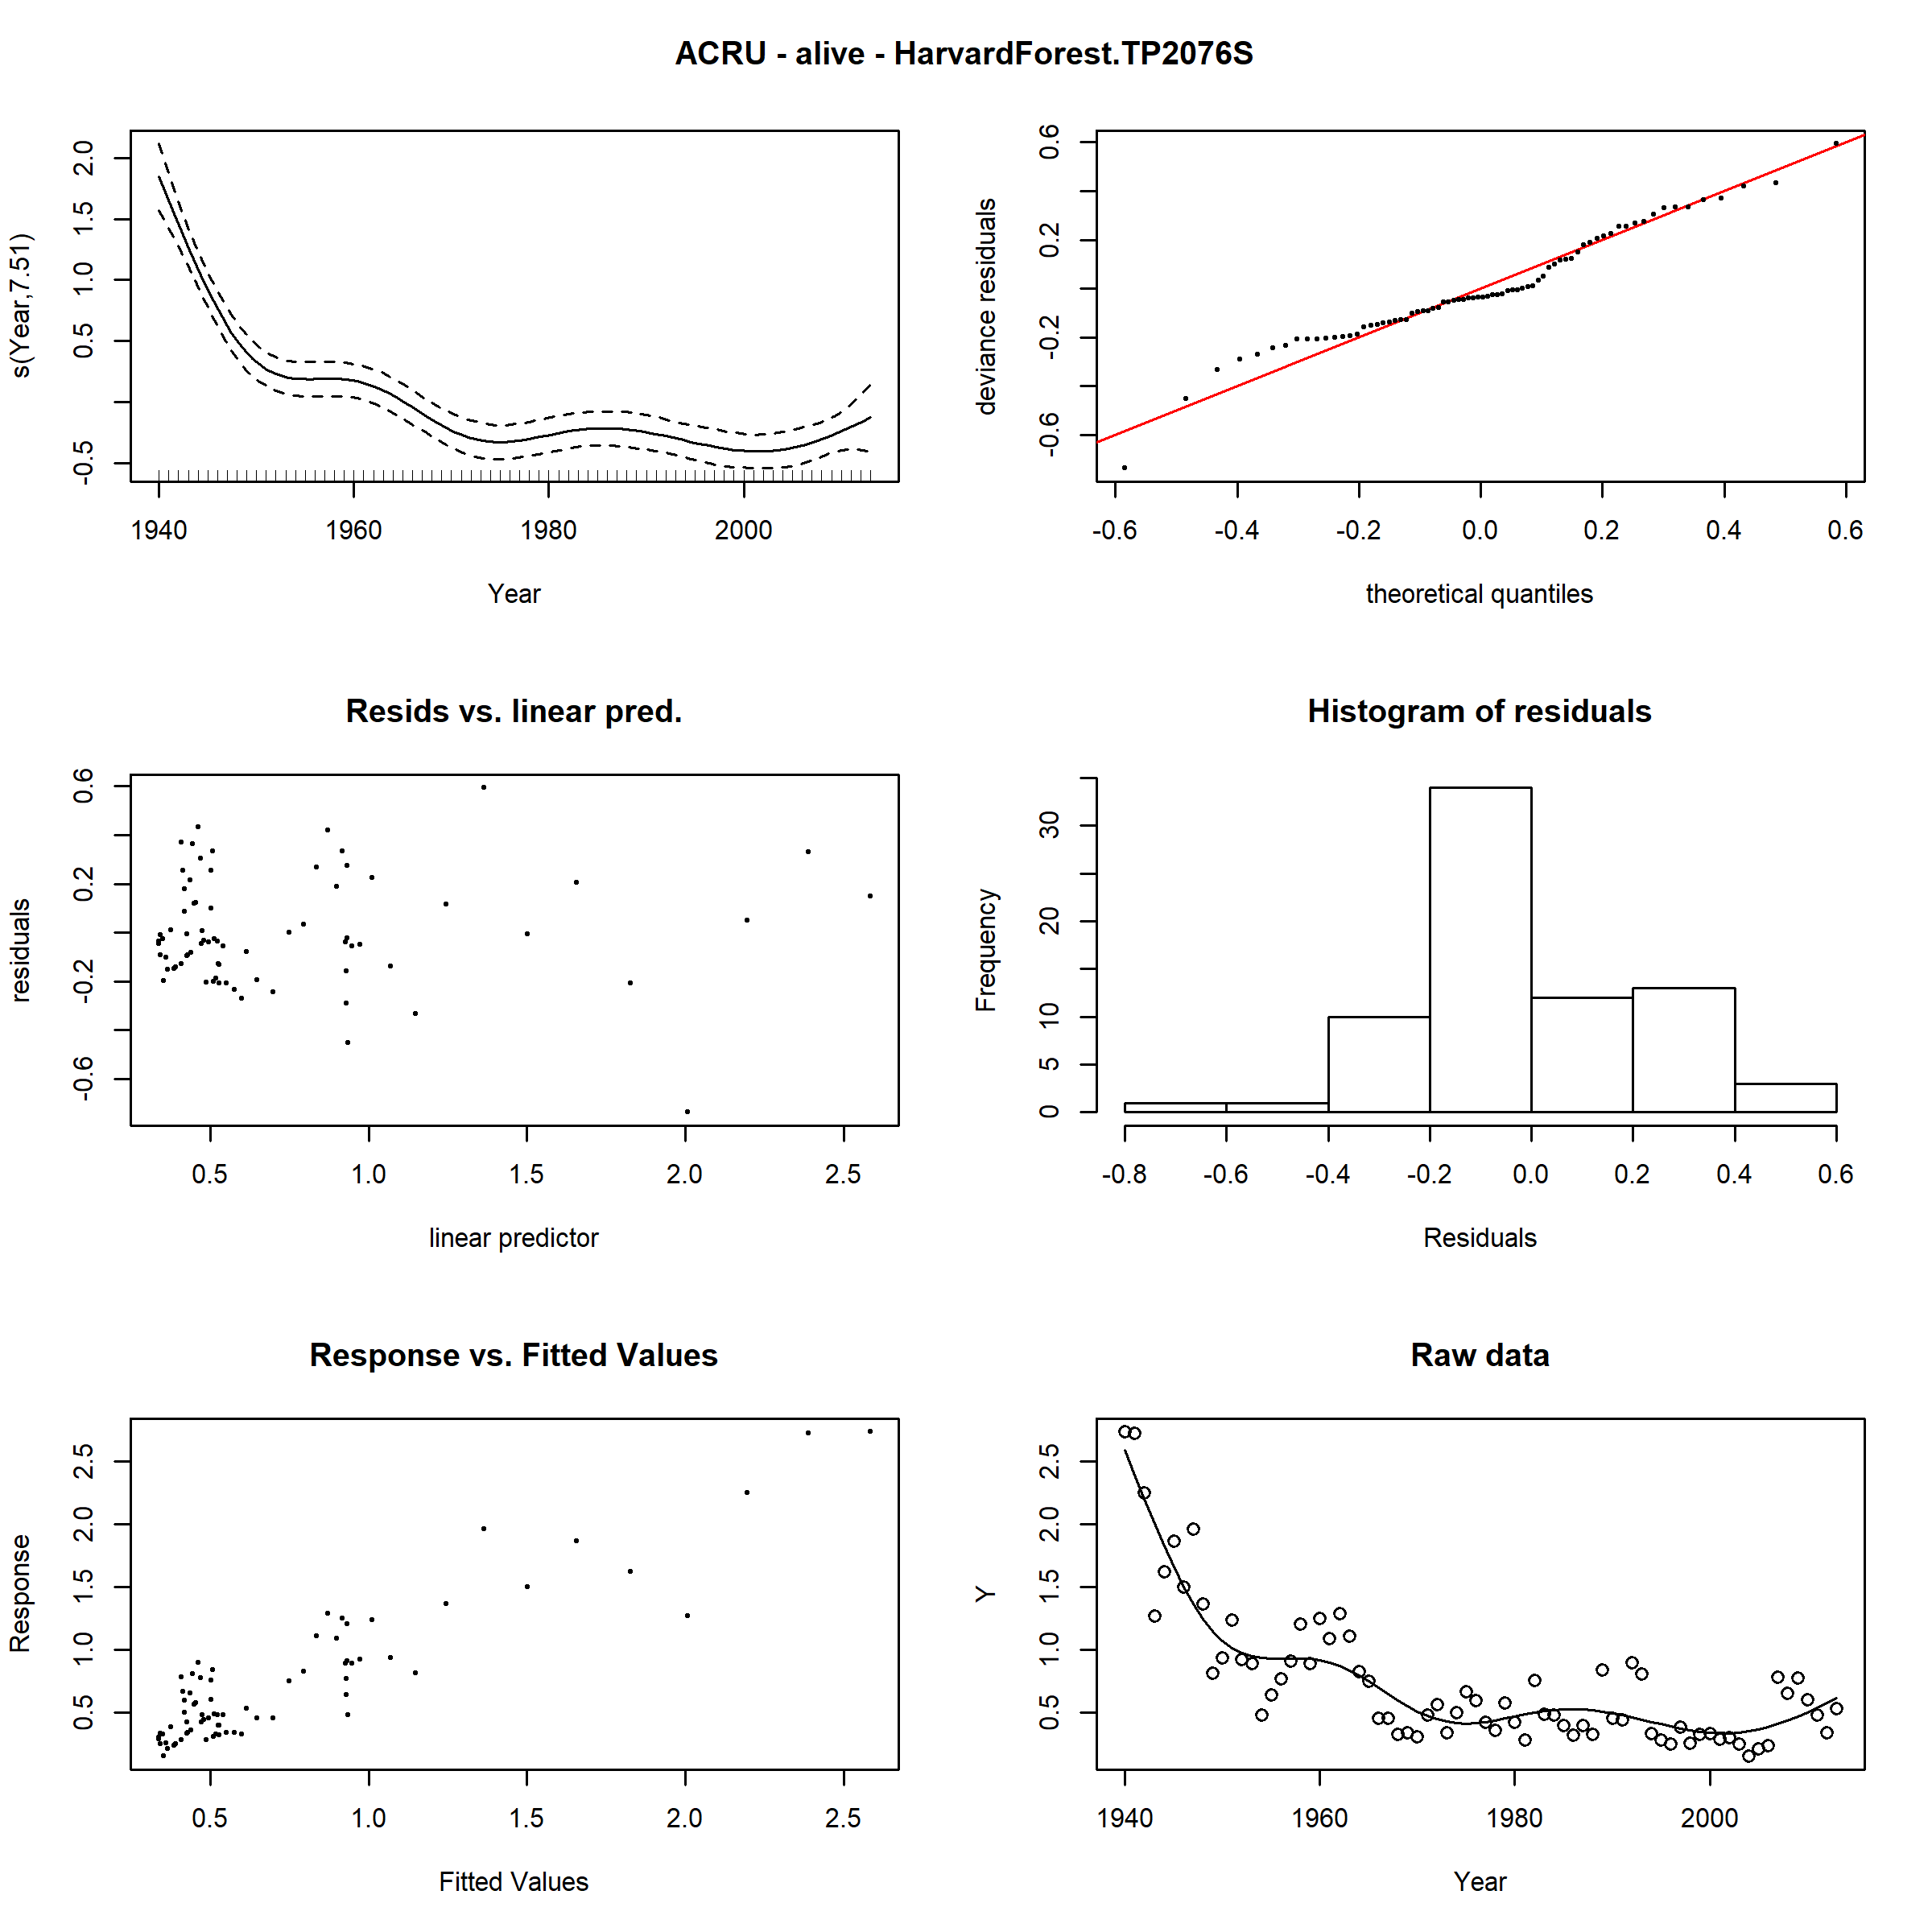 ACRU - alive - HarvardForest.TP2076S
s(Year,7.51)
2.0
1.5
1.0
0.5
-0.5
1940 1960 1980 2000
Year
deviance residuals
0.6
0.2
-0.2
-0.6
-0.6 -0.4 -0.2 0.0 0.2 0.4 0.6
theoretical quantiles
Resids vs. linear pred.
residuals
0.6
0.2
-0.2
-0.6
0.5 1.0 1.5 2.0 2.5
linear predictor
Histogram of residuals
Frequency
30
20
10
5
0
-0.8 -0.6 -0.4 -0.2 0.0 0.2 0.4 0.6
Residuals
Response vs. Fitted Values
Response
2.5
2.0
1.5
1.0
0.5
0.5 1.0 1.5 2.0 2.5
Fitted Values
Raw data
Y
2.5
2.0
1.5
1.0
0.5
1940 1960 1980 2000
Year